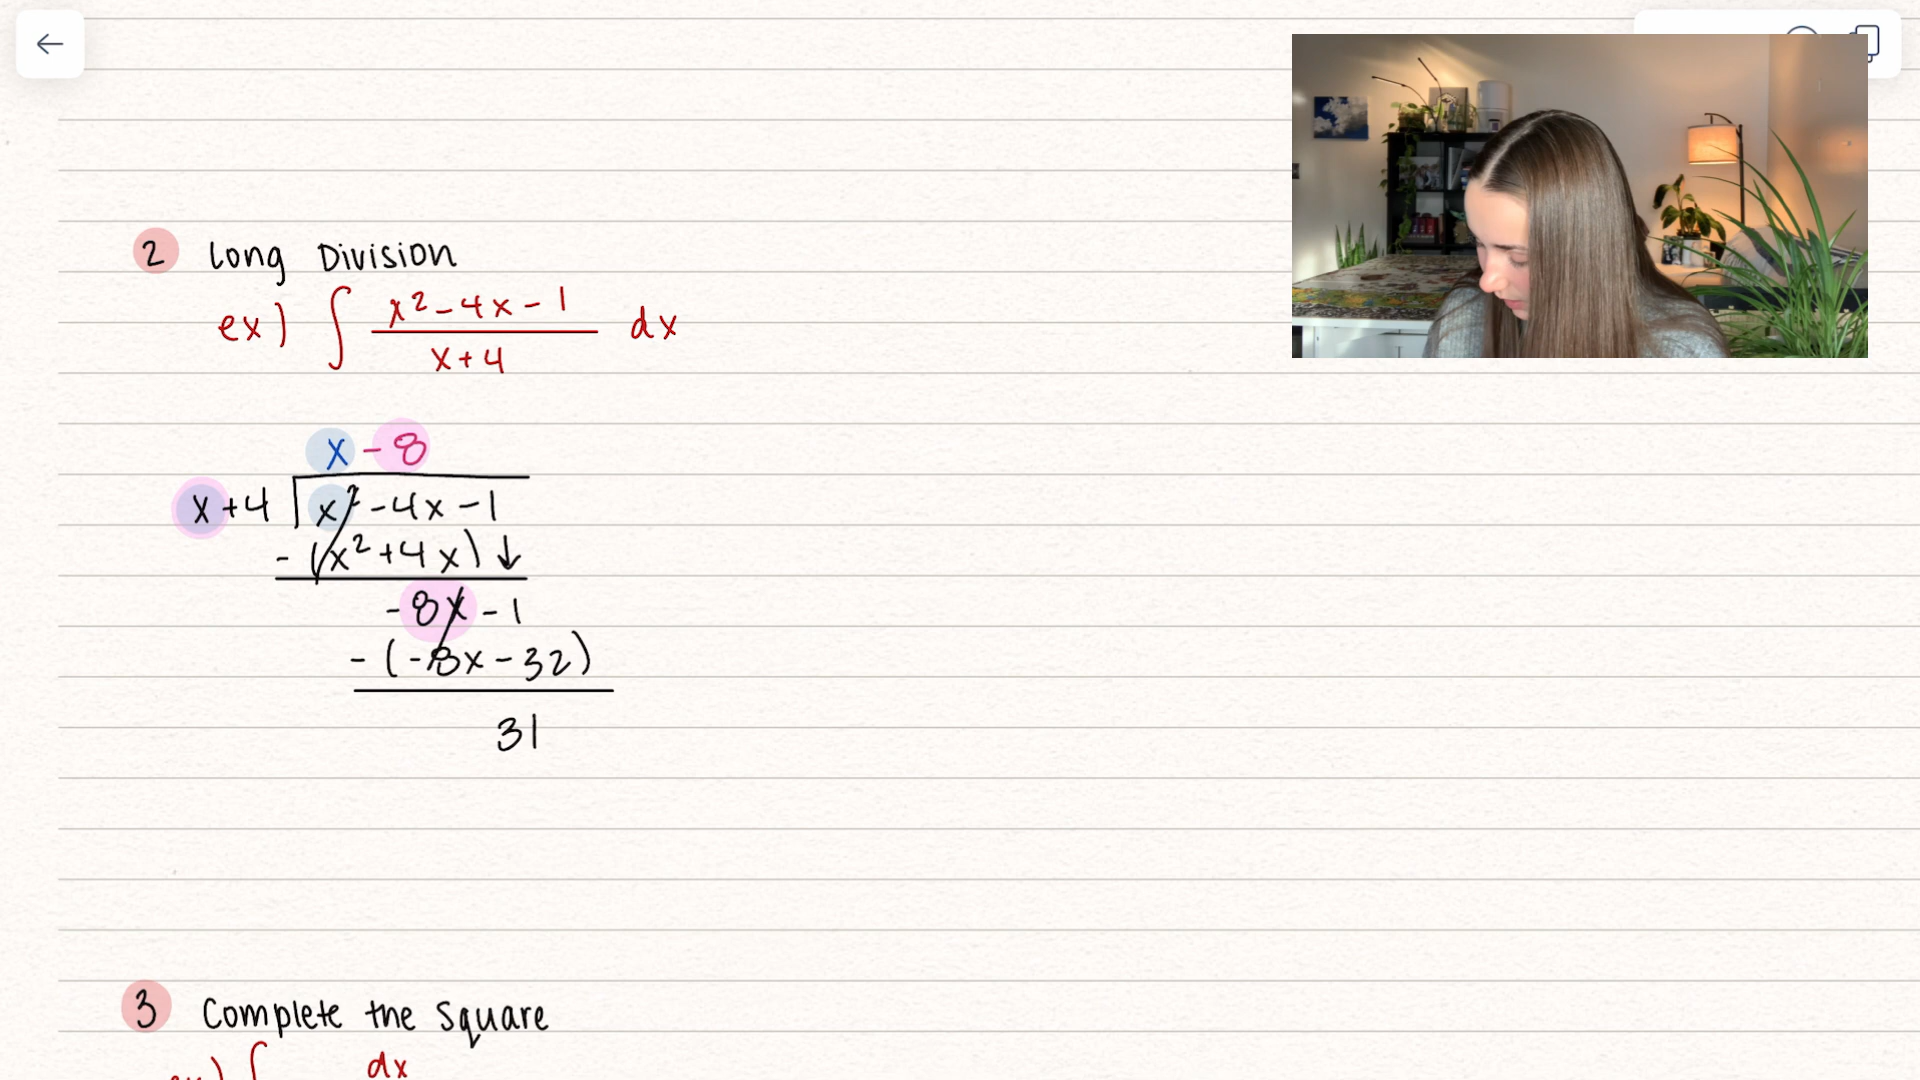 2 Long Division
ex) ∫ x²-4x-1 / x+4 dx
x - 8
x+4 x²-4x-1
- (x²+4x) ↓
-8x-1
- (-8x-32)
31
3 Complete the Square
dx